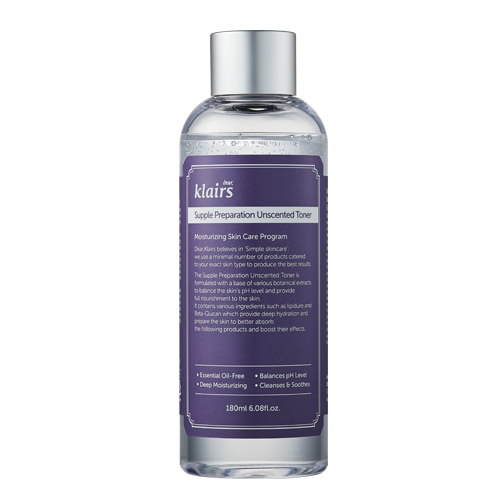 dear,
klairs
Supple Preparation Unscented Toner
Moisturizing Skin Care Program
Dear,Klairs believes in 'Simple skincare':
we use a minimal number of products catered
to your exact skin type to produce the best results.
The Supple Preparation Unscented Toner is
formulated with a base of various botanical extracts
to balance the skin's pH level and provide
full nourishment to the skin.
It contains various ingredients such as lipidure and
Beta-Glucan which provide deep hydration and
prepare the skin to better absorb
the following products and boost their effects.
• Essential Oil-Free • Balances pH Level
• Deep Moisturizing • Cleanses & Soothes
180ml 6.08fl.oz.